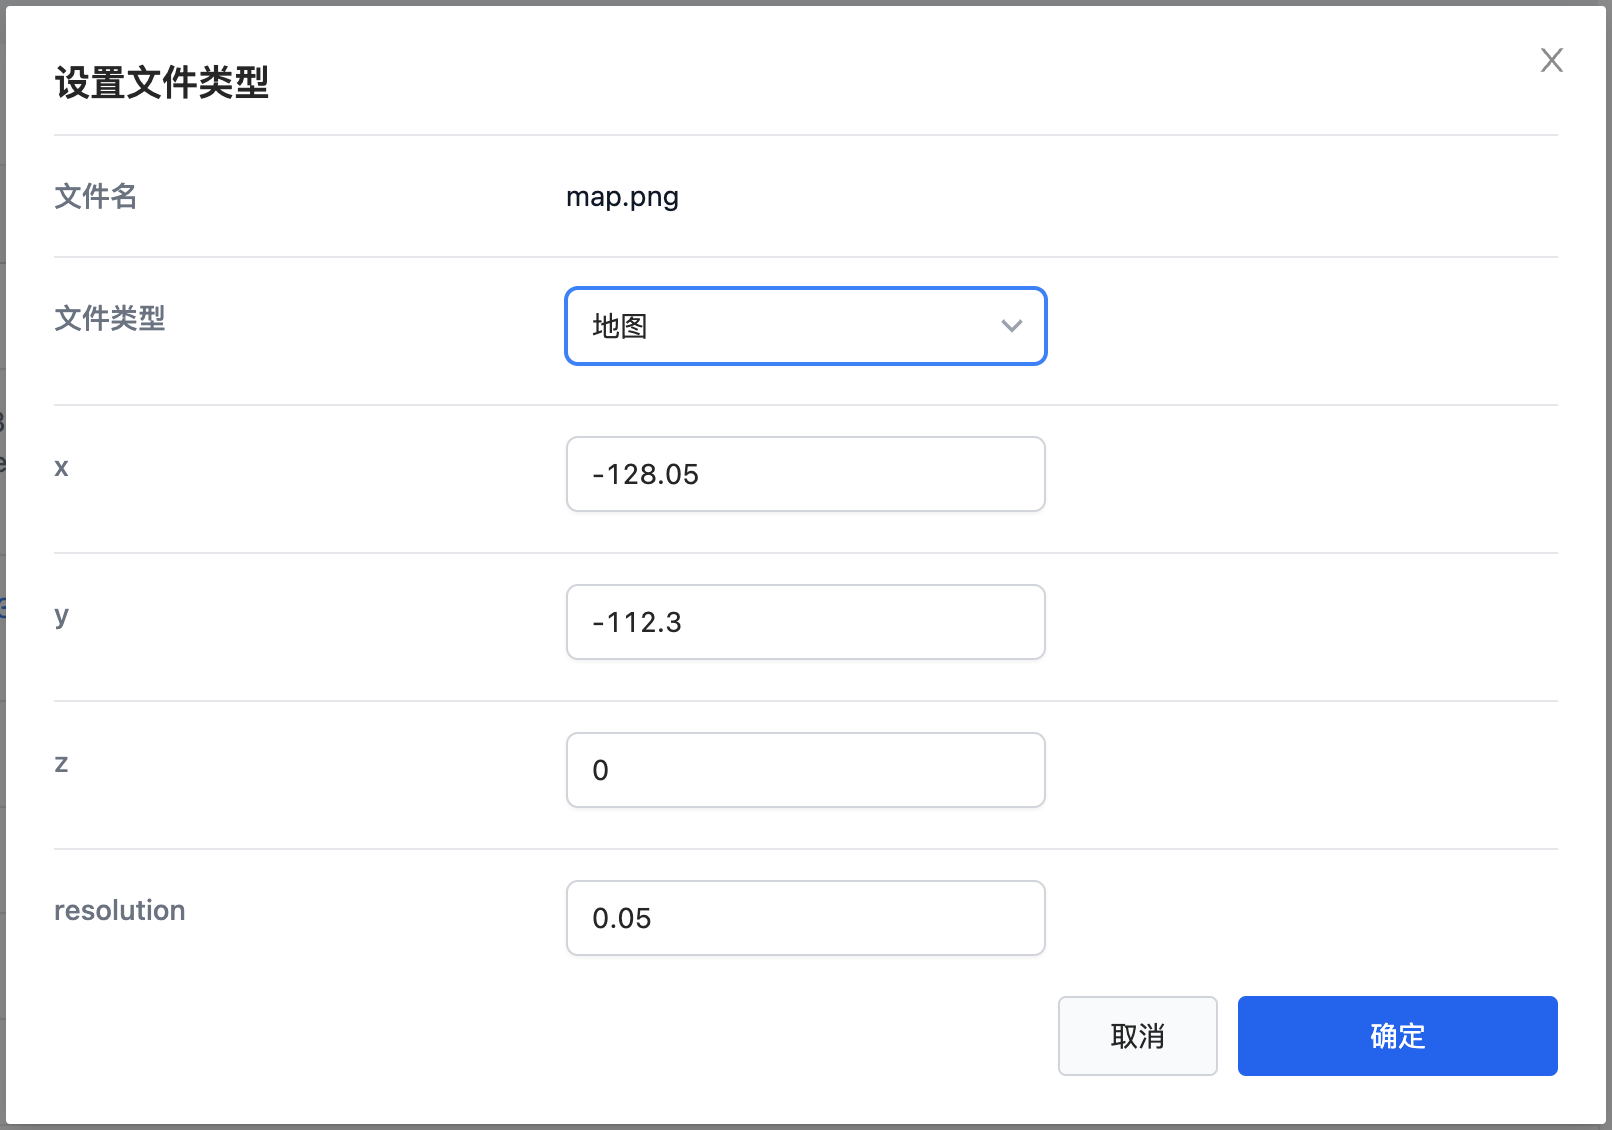 设置文件类型
文件名
map.png
文件类型
地图
x
-128.05
y
-112.3
z
0
resolution
0.05
取消
确定